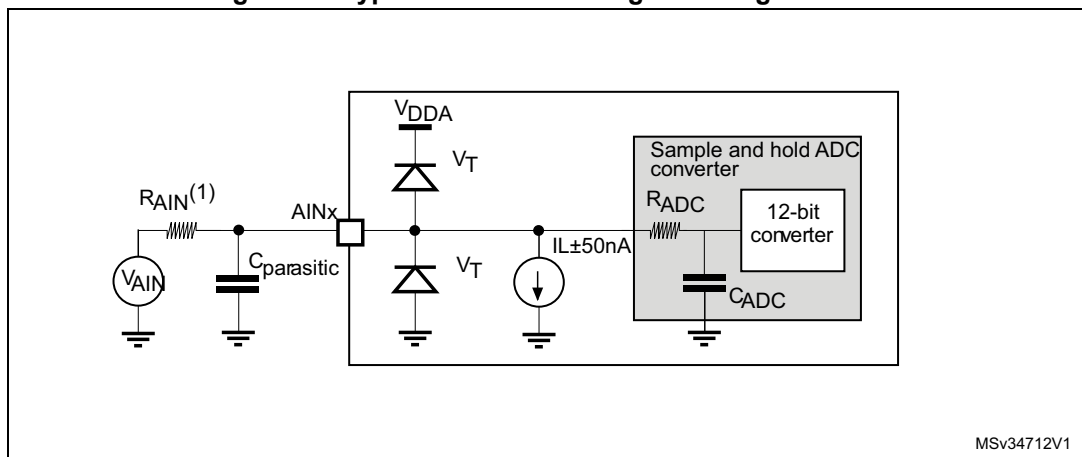 VDDA
VT
Sample and hold ADC
converter
RAIN(1)
AINx
RADC
12-bit
converter
IL±50nA
VT
Cparasitic
VAIN
CADC
MSv34712V1